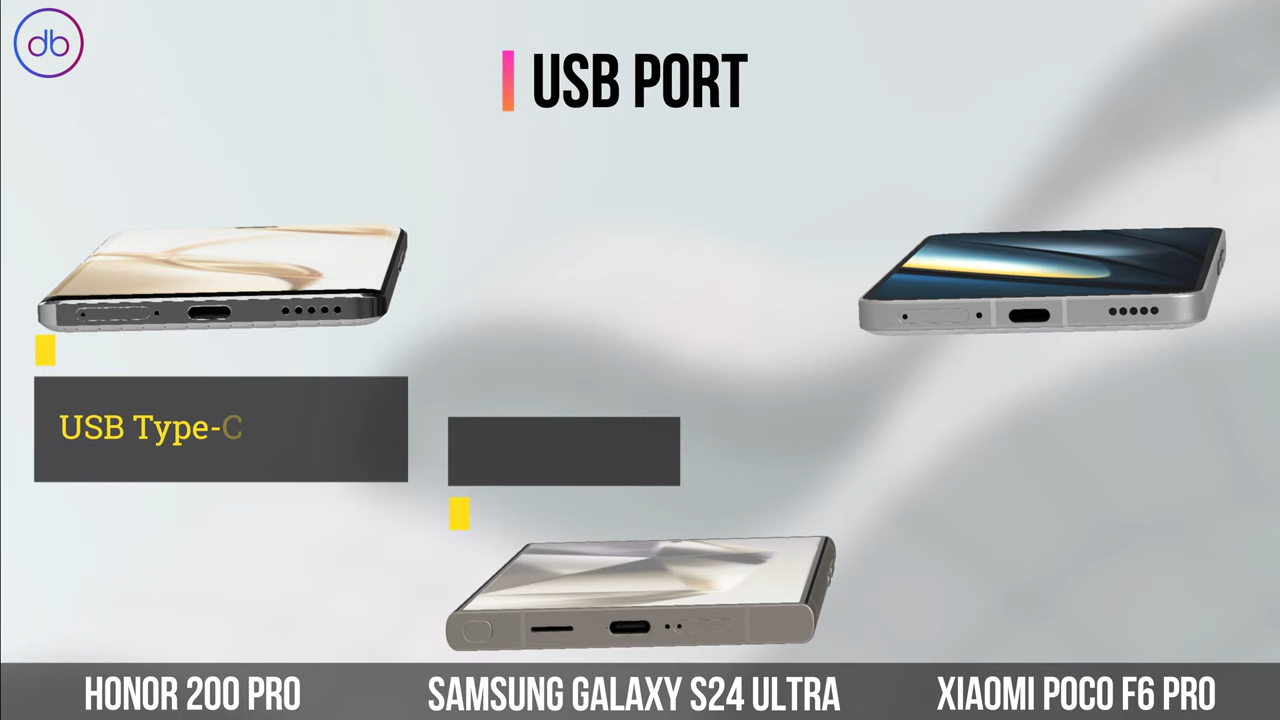 db
USB PORT
USB Type-C
HONOR 200 PRO
SAMSUNG GALAXY S24 ULTRA
XIAOMI POCO F6 PRO